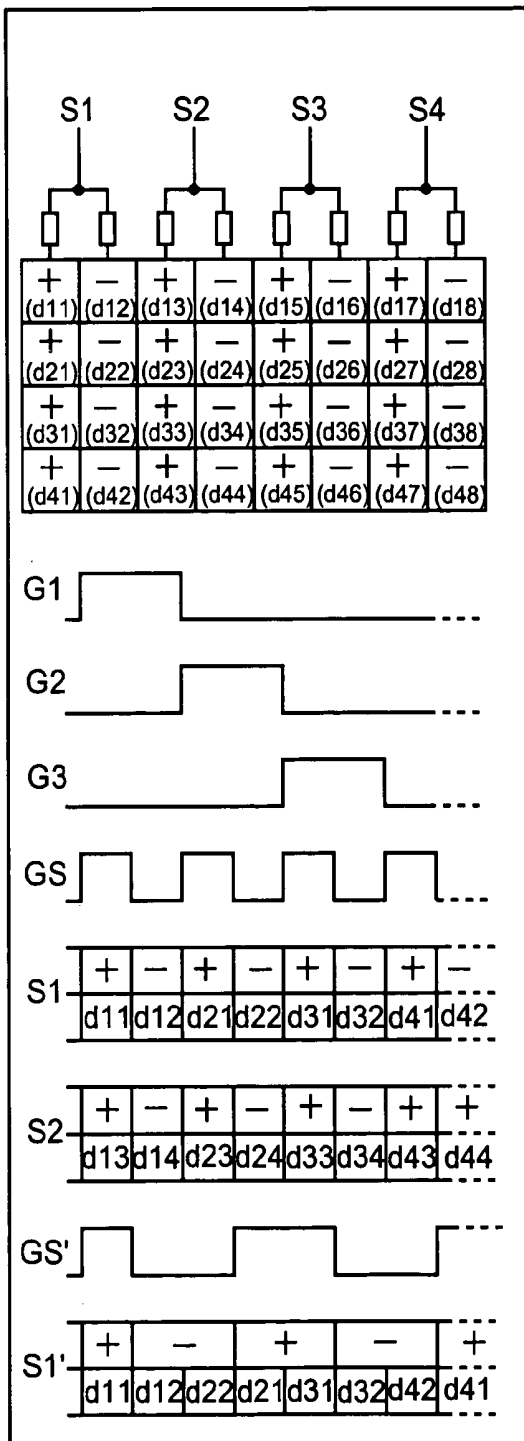 S1 S2 S3 S4
+ − + − + − + −
(d11) (d12) (d13) (d14) (d15) (d16) (d17) (d18)
+ − + − + − + −
(d21) (d22) (d23) (d24) (d25) (d26) (d27) (d28)
+ − + − + − + −
(d31) (d32) (d33) (d34) (d35) (d36) (d37) (d38)
+ − + − + − + −
(d41) (d42) (d43) (d44) (d45) (d46) (d47) (d48)
G1
G2
G3
GS
+ − + − + − + −
S1
d11 d12 d21 d22 d31 d32 d41 d42
+ − + − + − + +
S2
d13 d14 d23 d24 d33 d34 d43 d44
GS'
+ − + − +
S1'
d11 d12 d22 d21 d31 d32 d42 d41